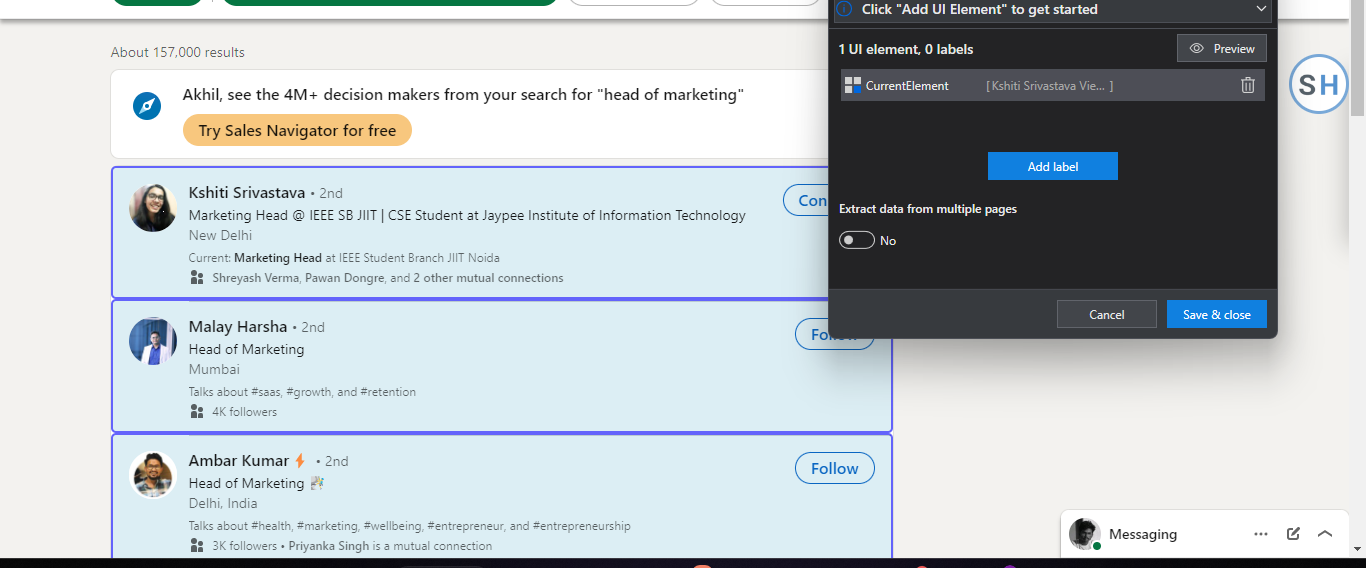 About 157,000 results
Akhil, see the 4M+ decision makers from your search for "head of marketing"
Try Sales Navigator for free
Kshiti Srivastava • 2nd
Marketing Head @ IEEE SB JIIT | CSE Student at Jaypee Institute of Information Technology
New Delhi
Current: Marketing Head at IEEE Student Branch JIIT Noida
Shreyash Verma, Pawan Dongre, and 2 other mutual connections
Con
Malay Harsha • 2nd
Head of Marketing
Mumbai
Talks about #saas, #growth, and #retention
4K followers
Follow
Ambar Kumar • 2nd
Head of Marketing
Delhi, India
Talks about #health, #marketing, #wellbeing, #entrepreneur, and #entrepreneurship
3K followers • Priyanka Singh is a mutual connection
Follow
Click "Add UI Element" to get started
1 UI element, 0 labels
Preview
CurrentElement [ Kshiti Srivastava Vie... ]
Add label
Extract data from multiple pages
No
Cancel
Save & close
SH
Messaging